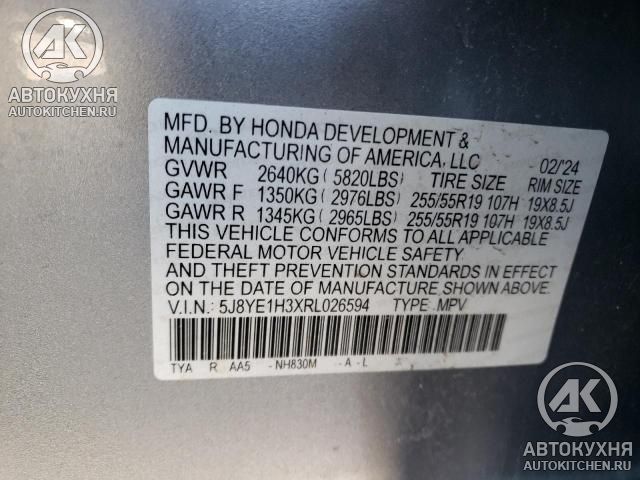 АК
АВТОКУХНЯ
AUTOKITCHEN.RU
MFD. BY HONDA DEVELOPMENT &
MANUFACTURING OF AMERICA, LLC 02/'24
GVWR 2640KG ( 5820LBS) TIRE SIZE RIM SIZE
GAWR F 1350KG ( 2976LBS) 255/55R19 107H 19X8.5J
GAWR R 1345KG ( 2965LBS) 255/55R19 107H 19X8.5J
THIS VEHICLE CONFORMS TO ALL APPLICABLE
FEDERAL MOTOR VEHICLE SAFETY
AND THEFT PREVENTION STANDARDS IN EFFECT
ON THE DATE OF MANUFACTURE SHOWN ABOVE.
V.I.N.: 5J8YE1H3XRL026594 TYPE: MPV
TYA R AA5 -NH830M -A -L
АК
АВТОКУХНЯ
AUTOKITCHEN.RU